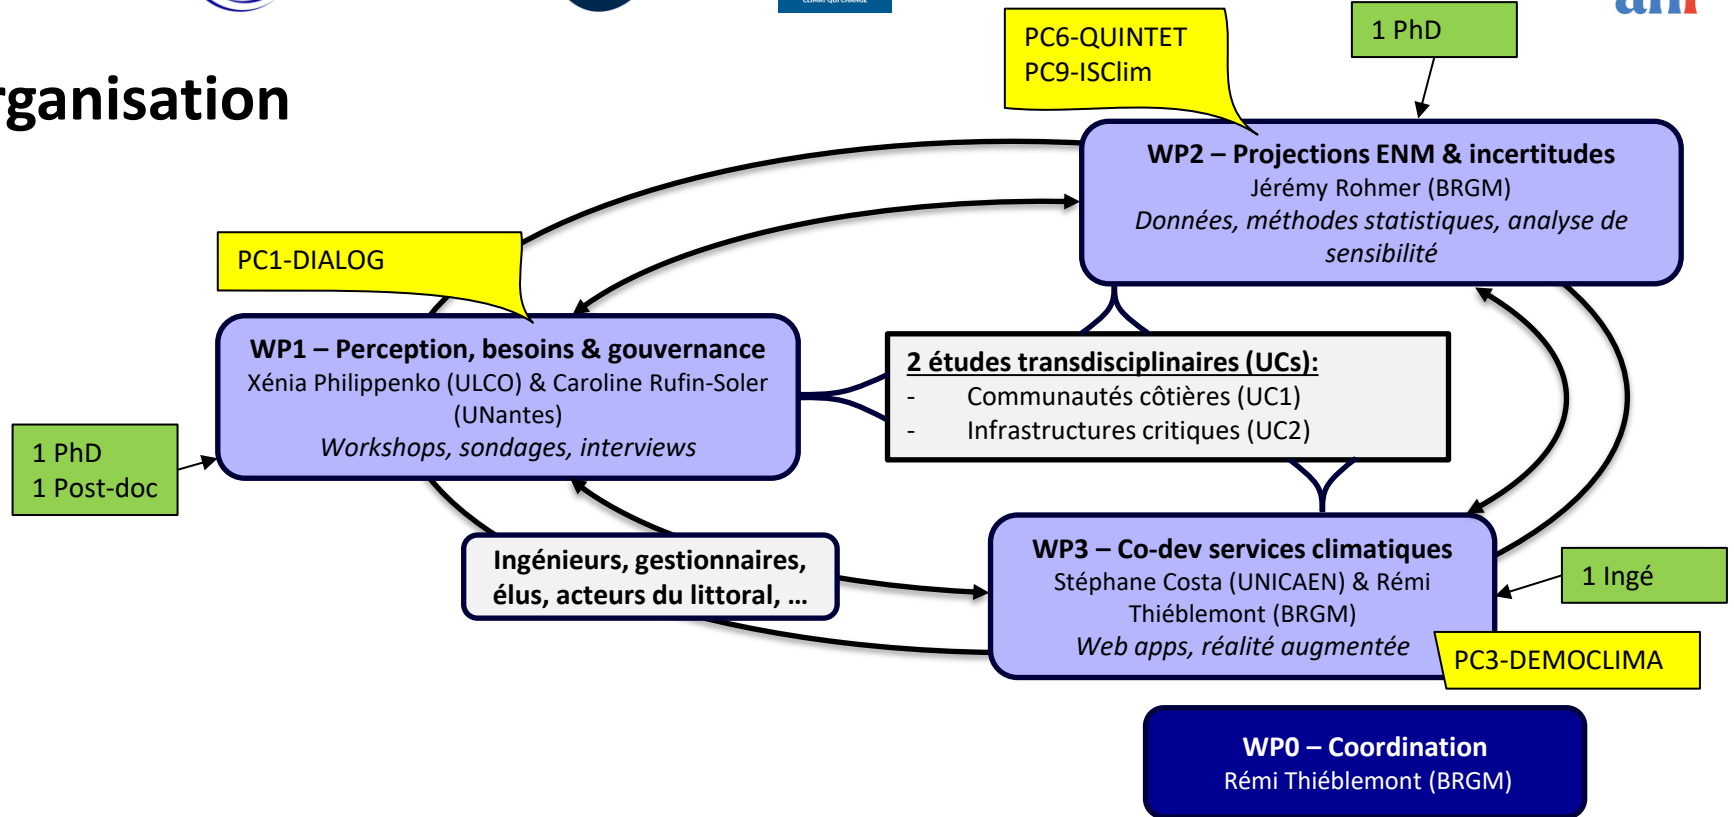 rganisation
PC6-QUINTET
PC9-ISClim
1 PhD
WP2 – Projections ENM & incertitudes
Jérémy Rohmer (BRGM)
Données, méthodes statistiques, analyse de
sensibilité
PC1-DIALOG
WP1 – Perception, besoins & gouvernance
Xénia Philippenko (ULCO) & Caroline Rufin-Soler
(UNantes)
Workshops, sondages, interviews
1 PhD
1 Post-doc
2 études transdisciplinaires (UCs):
- Communautés côtières (UC1)
- Infrastructures critiques (UC2)
Ingénieurs, gestionnaires,
élus, acteurs du littoral, ...
WP3 – Co-dev services climatiques
Stéphane Costa (UNICAEN) & Rémi
Thiéblemont (BRGM)
Web apps, réalité augmentée
1 Ingé
PC3-DEMOCLIMA
WP0 – Coordination
Rémi Thiéblemont (BRGM)